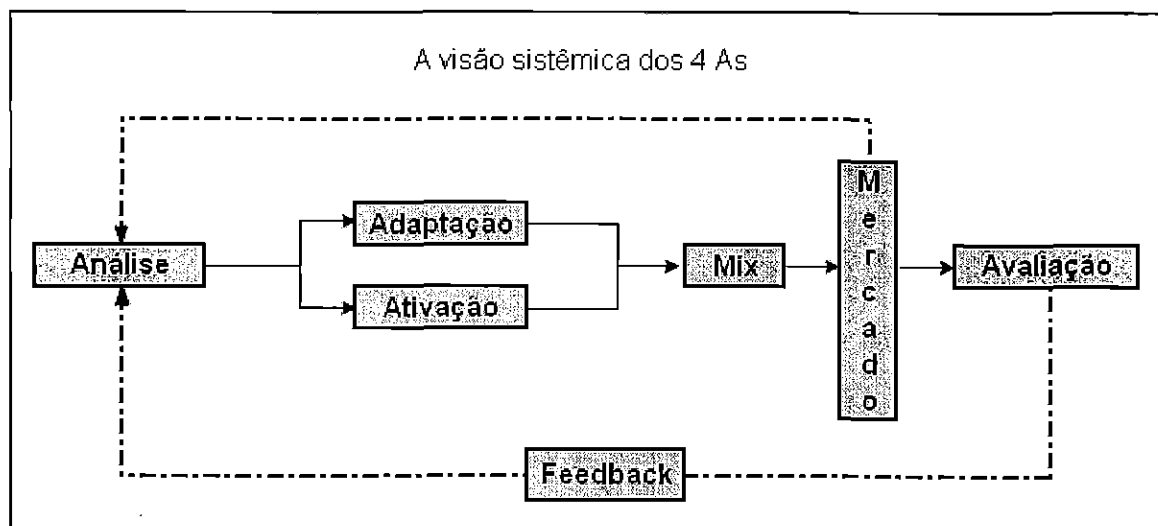 A visão sistêmica dos 4 As
Análise
Adaptação
Ativação
Mix
Mercado
Avaliação
Feedback